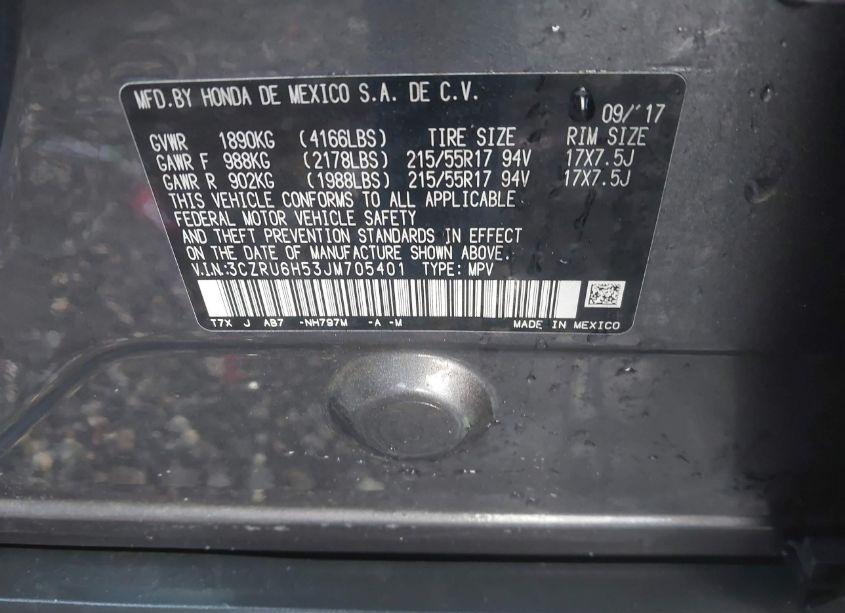 MFD.BY HONDA DE MEXICO S.A. DE C.V. 09/'17
GVWR 1890KG (4166LBS) TIRE SIZE RIM SIZE
GAWR F 988KG (2178LBS) 215/55R17 94V 17X7.5J
GAWR R 902KG (1988LBS) 215/55R17 94V 17X7.5J
THIS VEHICLE CONFORMS TO ALL APPLICABLE
FEDERAL MOTOR VEHICLE SAFETY
AND THEFT PREVENTION STANDARDS IN EFFECT
ON THE DATE OF MANUFACTURE SHOWN ABOVE.
V.I.N.:3CZRU6H53JM705401 TYPE: MPV
T7X J AB7 -NH797M -A -M MADE IN MEXICO